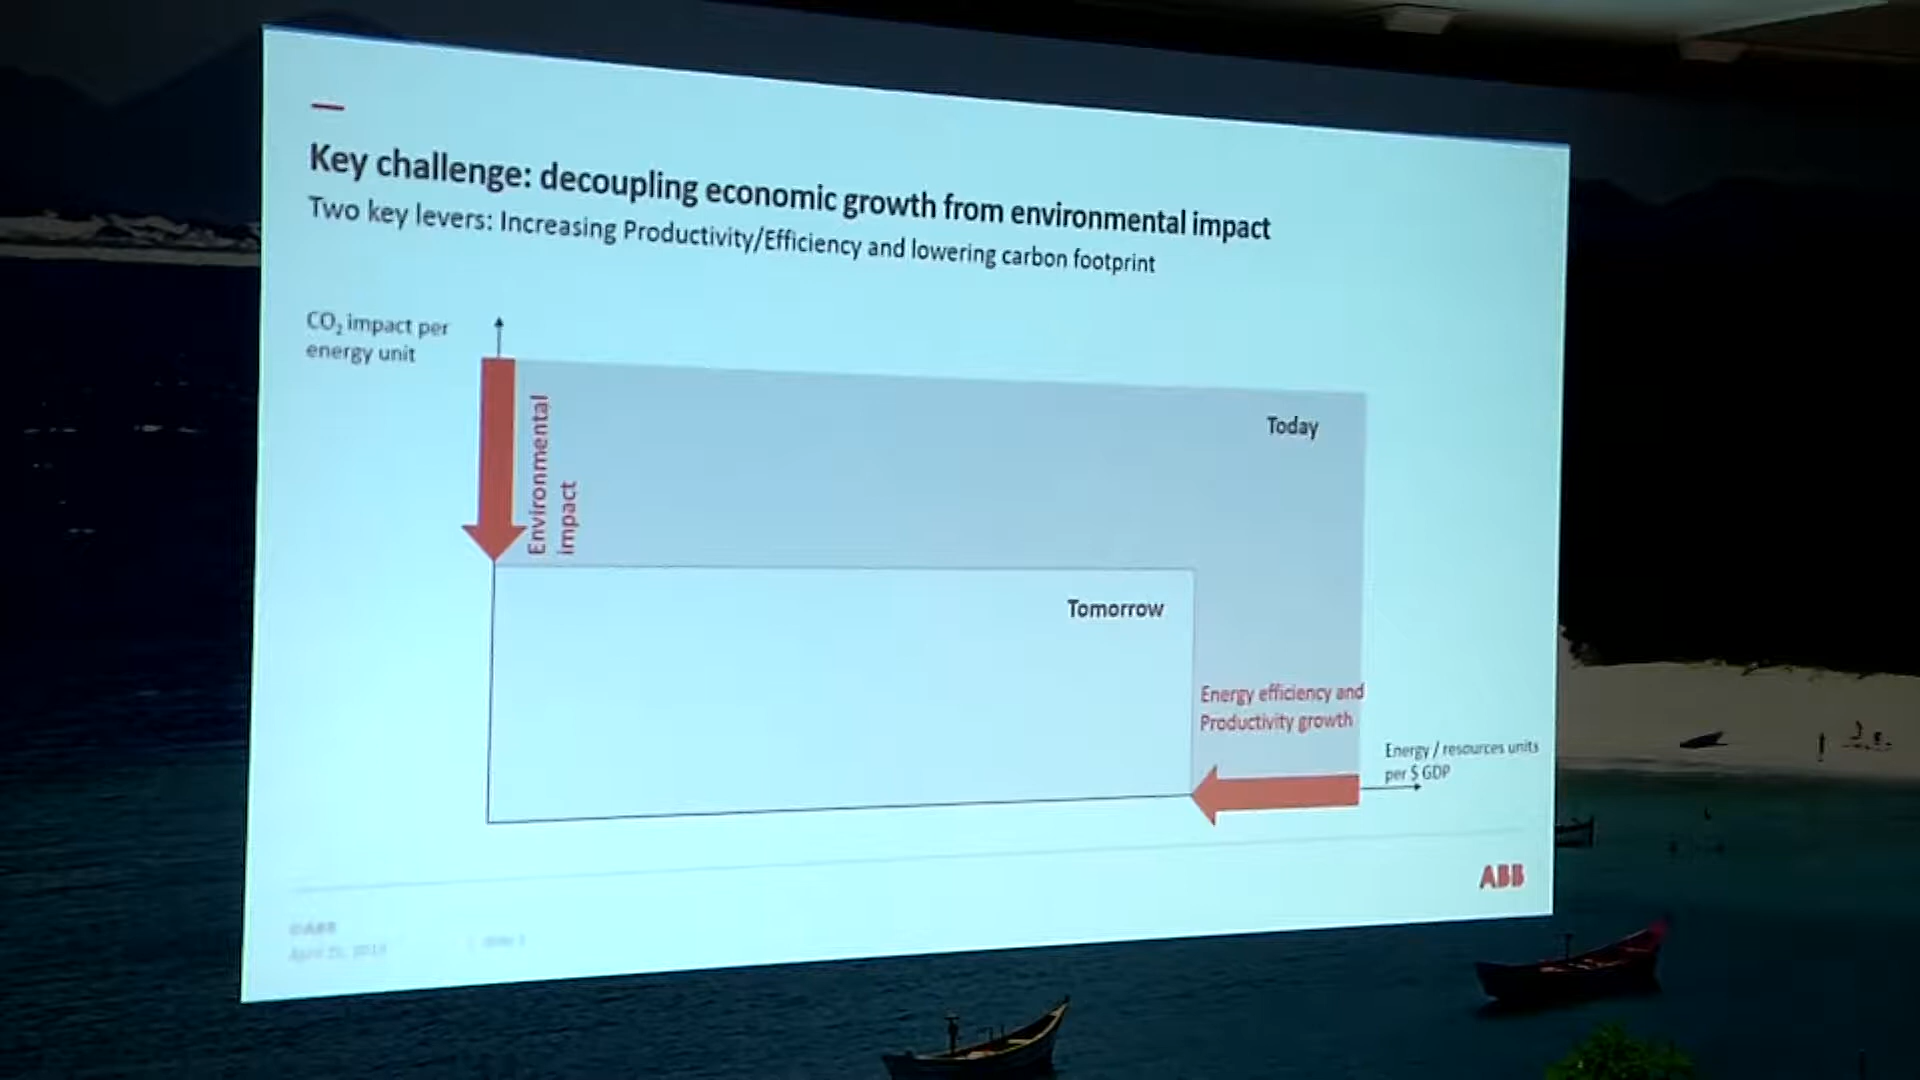 Key challenge: decoupling economic growth from environmental impact
Two key levers: Increasing Productivity/Efficiency and lowering carbon footprint
CO₂ impact per
energy unit
Environmental
impact
Today
Tomorrow
Energy efficiency and
Productivity growth
Energy / resources units
per $ GDP
ABB